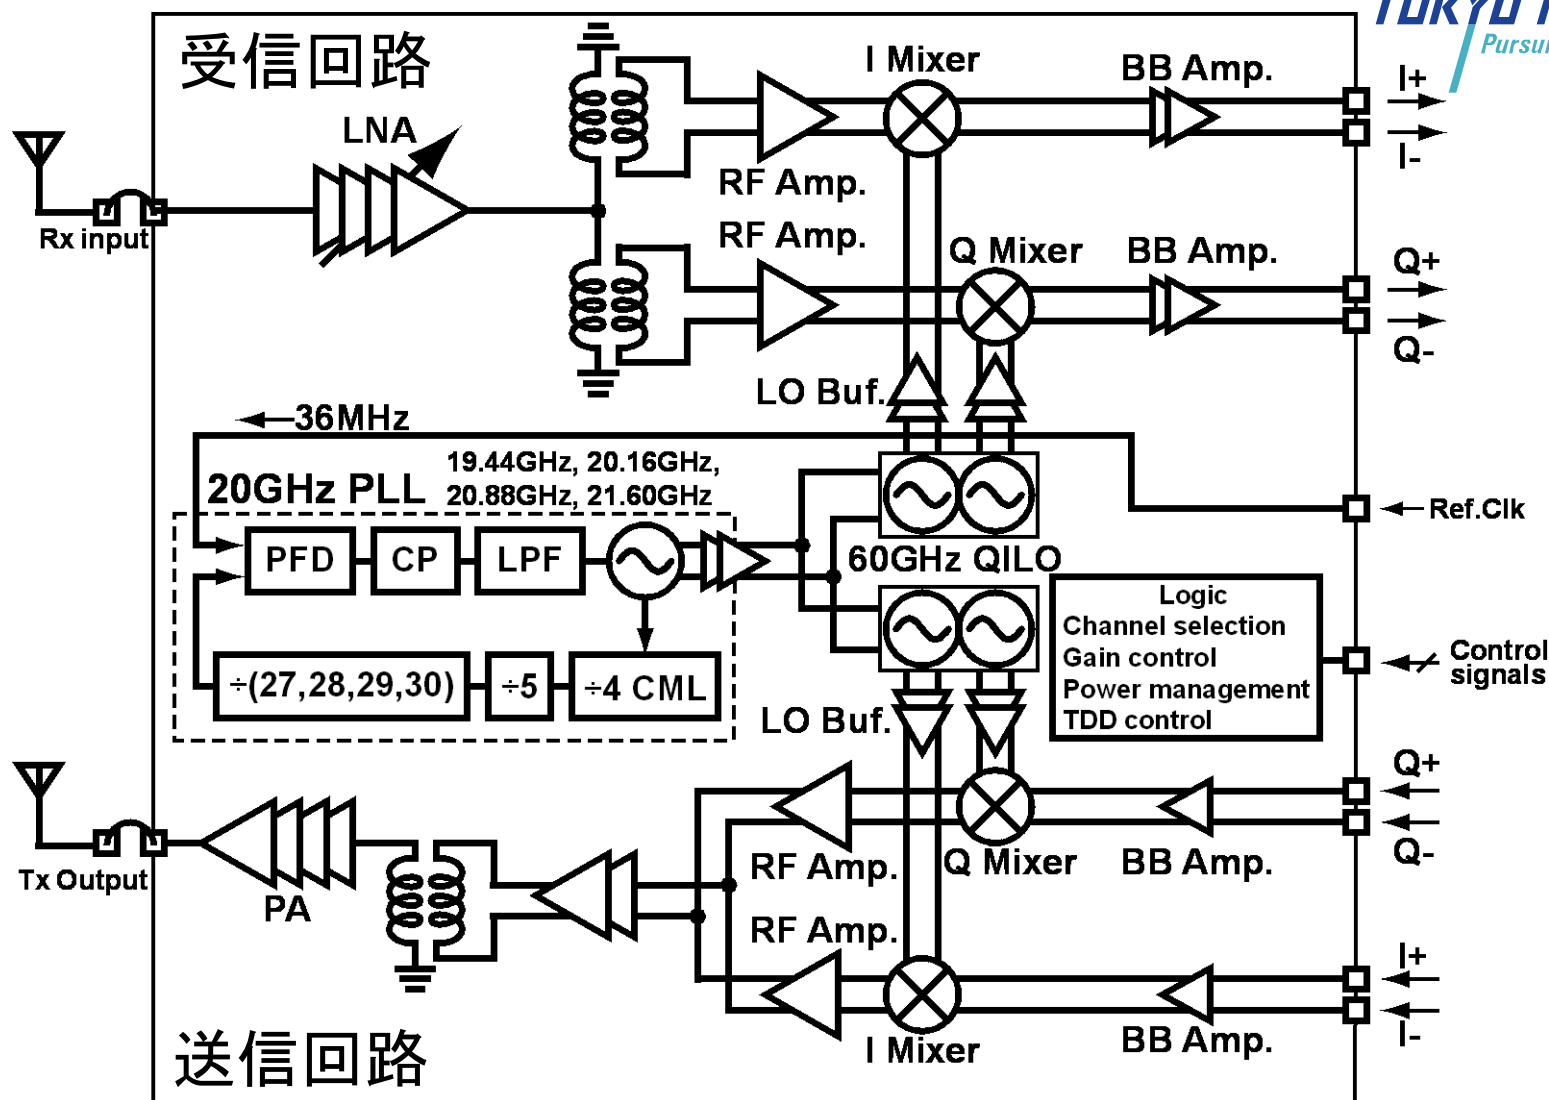 受信回路
I Mixer
BB Amp.
I+
I-
LNA
RF Amp.
Rx input
RF Amp.
Q Mixer
BB Amp.
Q+
Q-
LO Buf.
36MHz
20GHz PLL
19.44GHz, 20.16GHz,
20.88GHz, 21.60GHz
Ref.Clk
PFD
CP
LPF
60GHz QILO
Logic
Channel selection
Gain control
Power management
TDD control
Control
signals
÷(27,28,29,30)
÷5
÷4 CML
LO Buf.
Q+
Q-
RF Amp.
Q Mixer
BB Amp.
Tx Output
PA
RF Amp.
I+
I-
I Mixer
BB Amp.
送信回路
TOKYO